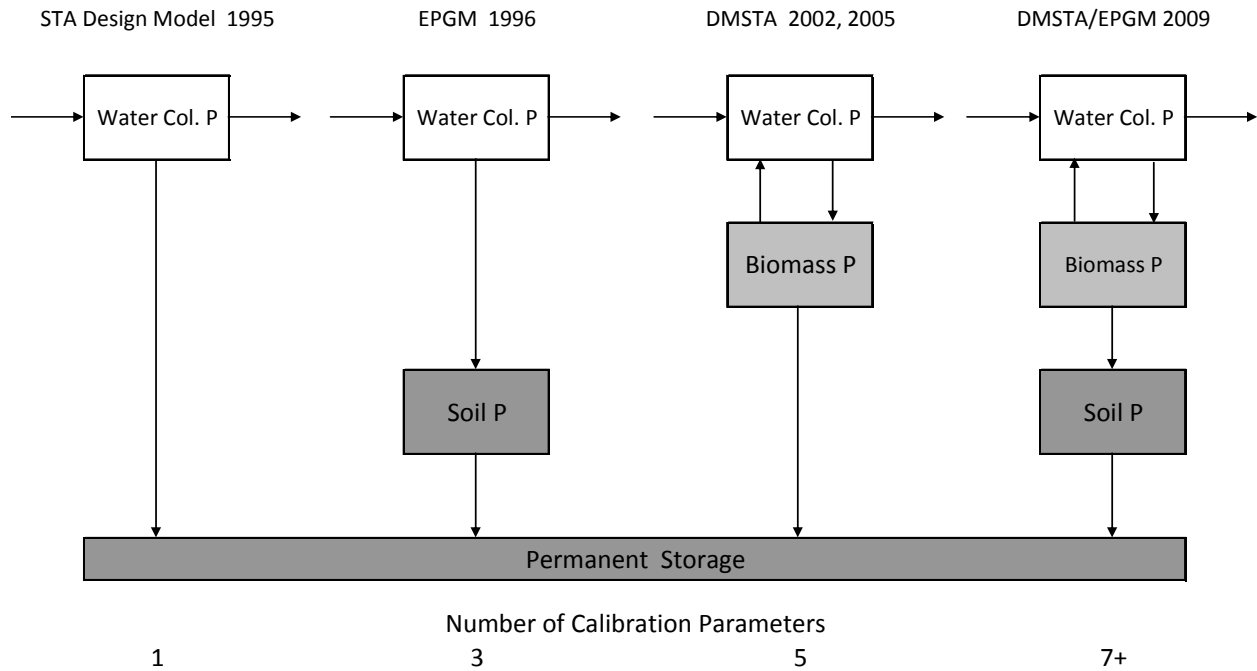 STA Design Model 1995 EPGM 1996 DMSTA 2002, 2005 DMSTA/EPGM 2009
Water Col. P Water Col. P Water Col. P Water Col. P
Biomass P Biomass P
Soil P Soil P
Permanent Storage
Number of Calibration Parameters
1 3 5 7+